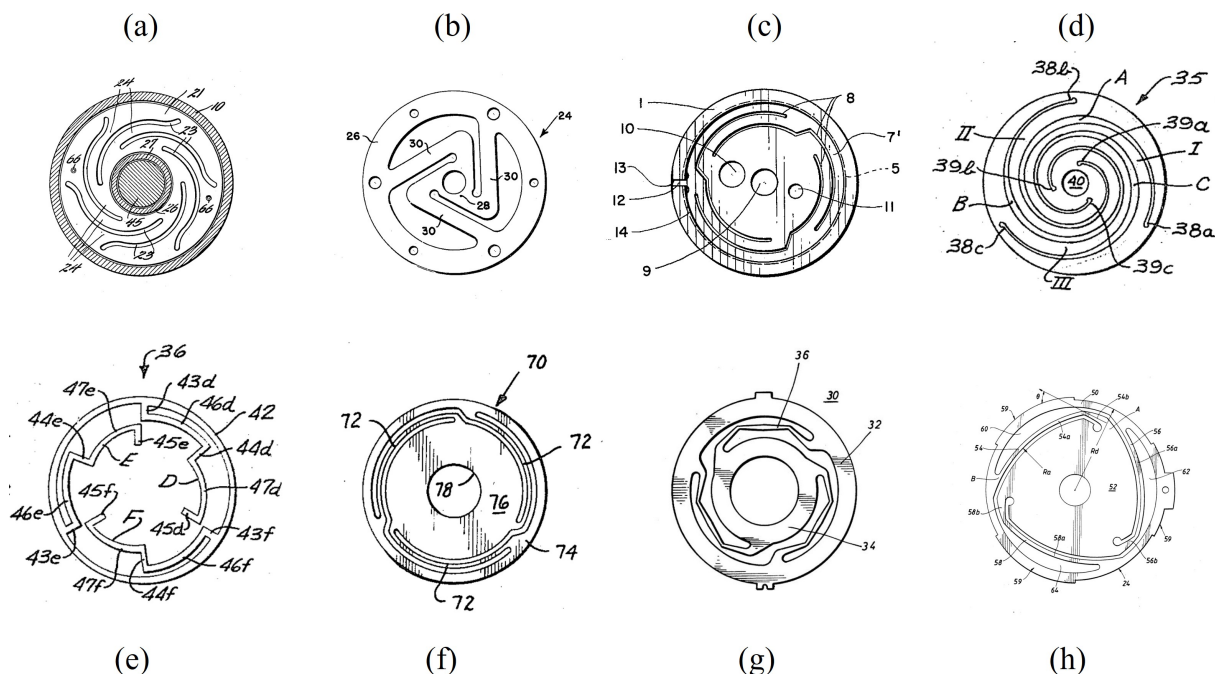 (a) (b) (c) (d)
24 21 10 23 27 66 66 45 26 23 24
26 30 24 30 28 30
1 8 10 7' 5 13 12 11 14 9
38b A 35 39a II I 39b 40 C B 38a 38c 39c III
36 43d 47e 46d 42 44e 45e 44d E D 47d 45f F 45d 43f 46e 43e 46f 47f 44f
70 72 72 78 76 74 72
36 30 32 34
θ 50 54b A 59 60 56 54 54a 56a Rd Ra 62 B 52 58b 58a 59 58 56b 59 64 24
(e) (f) (g) (h)